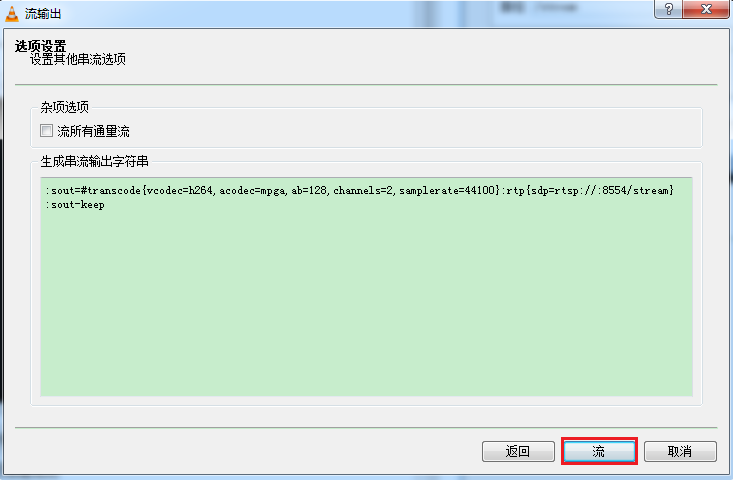 流输出
选项设置
设置其他串流选项
杂项选项
流所有通量流
生成串流输出字符串
:sout=#transcode{vcodec=h264,acodec=mpga,ab=128,channels=2,samplerate=44100}:rtp{sdp=rtsp://:8554/stream}
:sout-keep
返回
流
取消